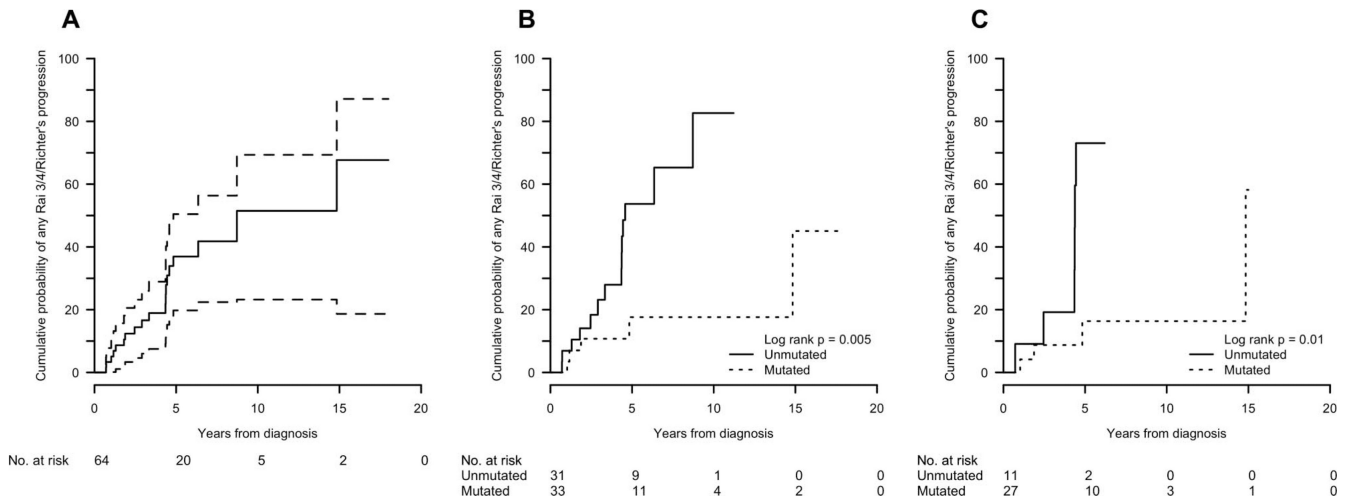 A
Cumulative probability of any Rai 3/4/Richter's progression
100
80
60
40
20
0
0 5 10 15 20
Years from diagnosis
No. at risk 64 20 5 2 0
B
Cumulative probability of any Rai 3/4/Richter's progression
100
80
60
40
20
0
Log rank p = 0.005
Unmutated
Mutated
0 5 10 15 20
Years from diagnosis
No. at risk
Unmutated 31 9 1 0 0
Mutated 33 11 4 2 0
C
Cumulative probability of any Rai 3/4/Richter's progression
100
80
60
40
20
0
Log rank p = 0.01
Unmutated
Mutated
0 5 10 15 20
Years from diagnosis
No. at risk
Unmutated 11 2 0 0 0
Mutated 27 10 3 1 0